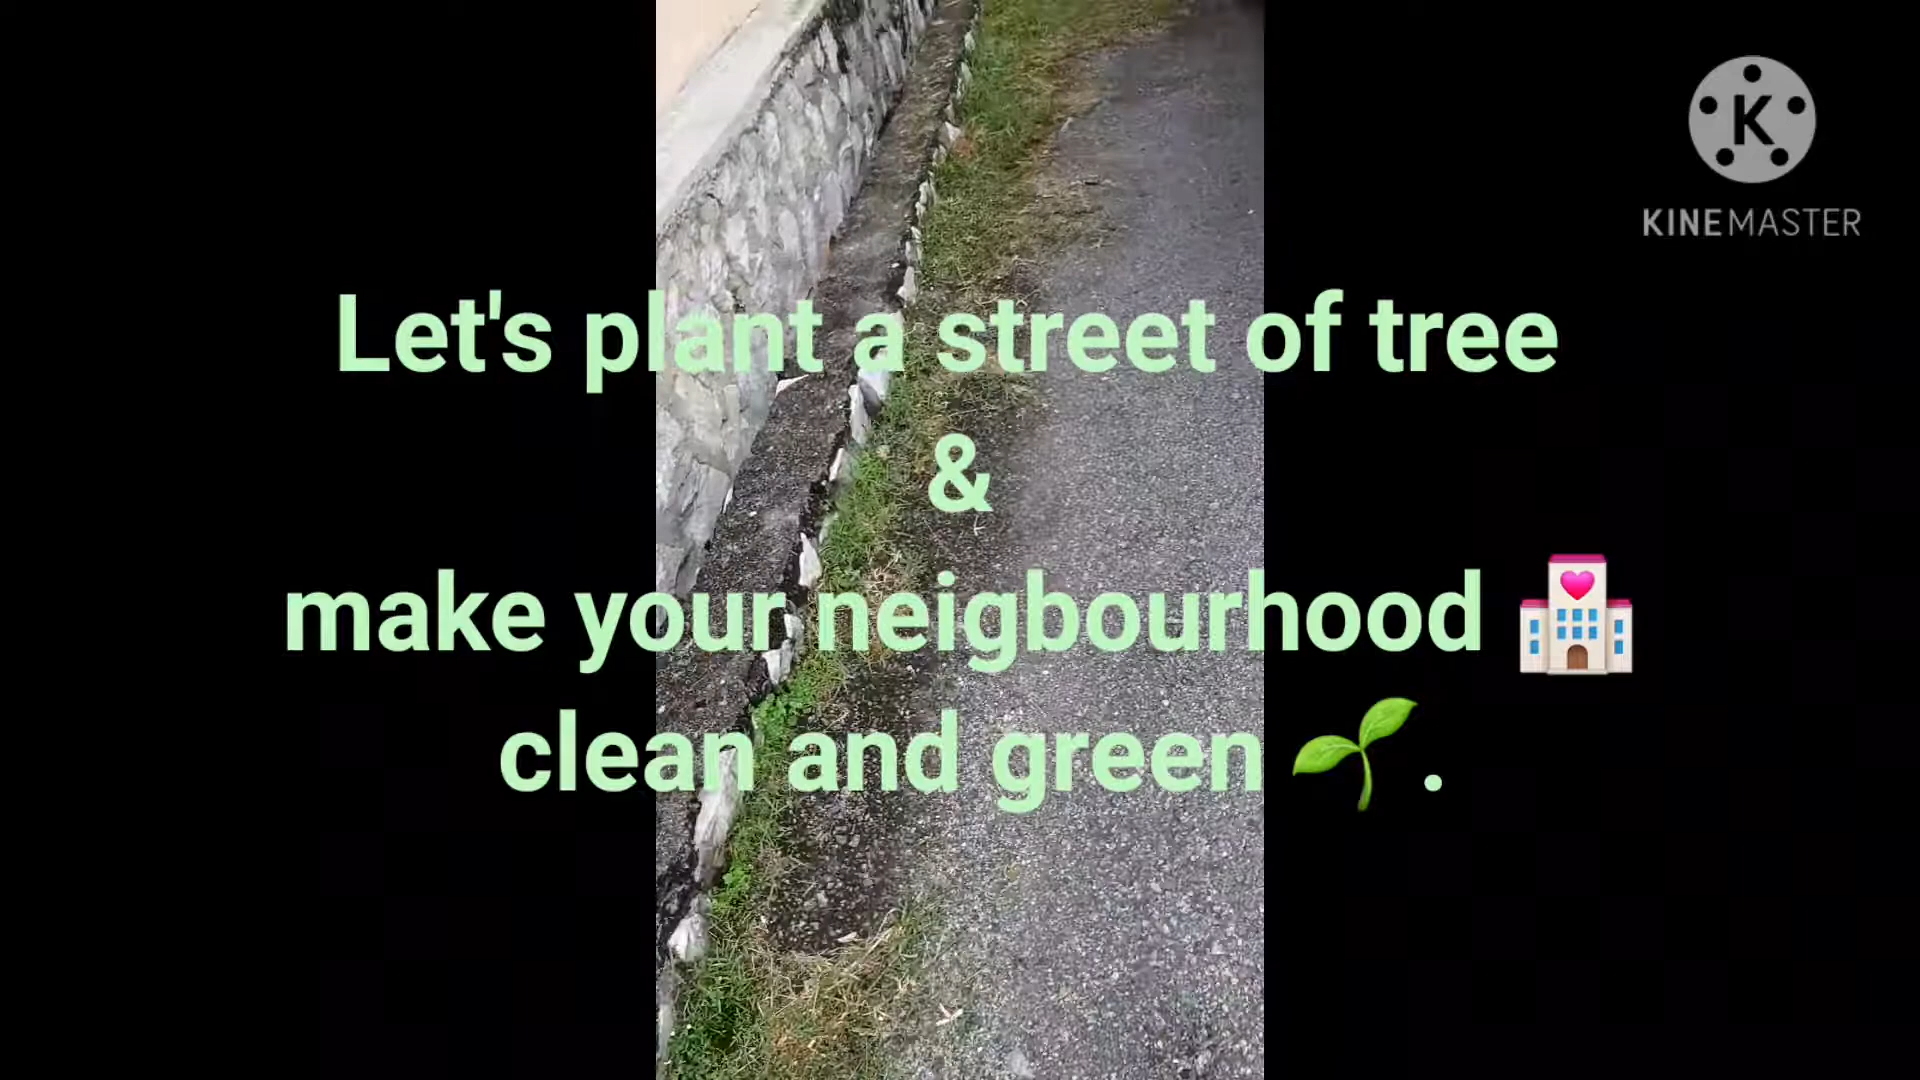 K
KINEMASTER
Let's plant a street of tree
&
make your neigbourhood 🏩
clean and green 🌱 .